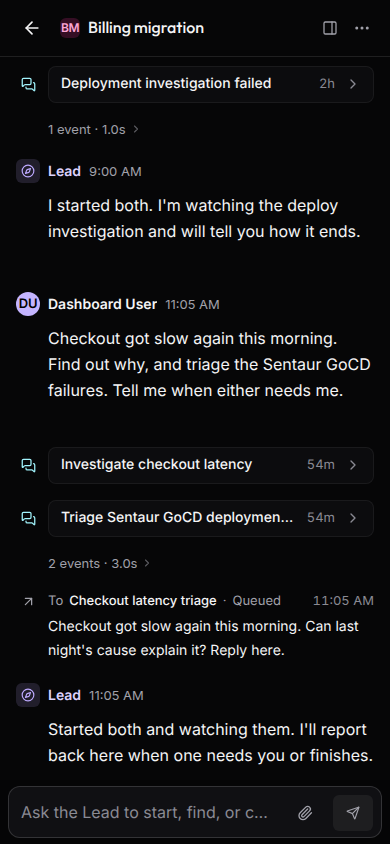 BM Billing migration
Deployment investigation failed 2h
1 event · 1.0s
Lead 9:00 AM
I started both. I'm watching the deploy
investigation and will tell you how it ends.
DU Dashboard User 11:05 AM
Checkout got slow again this morning.
Find out why, and triage the Sentaur GoCD
failures. Tell me when either needs me.
Investigate checkout latency 54m
Triage Sentaur GoCD deploymen... 54m
2 events · 3.0s
To Checkout latency triage · Queued 11:05 AM
Checkout got slow again this morning. Can last
night's cause explain it? Reply here.
Lead 11:05 AM
Started both and watching them. I'll report
back here when one needs you or finishes.
Ask the Lead to start, find, or c...